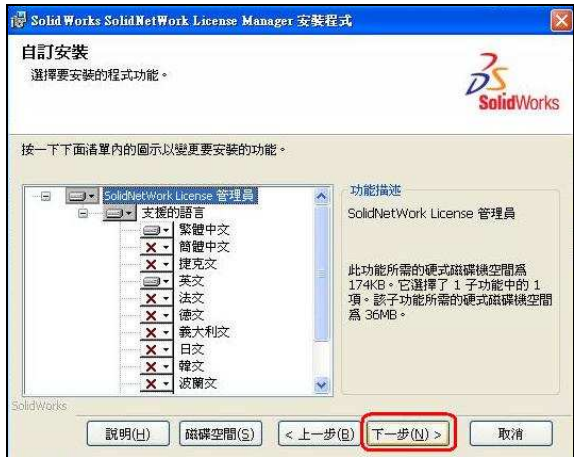 SolidWorks SolidNetWork License Manager 安裝程式
自訂安裝
選擇要安裝的程式功能。
SolidWorks
按一下下面清單內的圖示以變更要安裝的功能。
SolidNetWork License 管理員
支援的語言
繁體中文
簡體中文
捷克文
英文
法文
德文
義大利文
日文
韓文
波蘭文
功能描述
SolidNetWork License 管理員
此功能所需的硬式磁碟機空間為
174KB。它選擇了 1 子功能中的 1
項。該子功能所需的硬式磁碟機空間
為 36MB。
SolidWorks
說明(H)
磁碟空間(S)
< 上一步(B)
下一步(N) >
取消